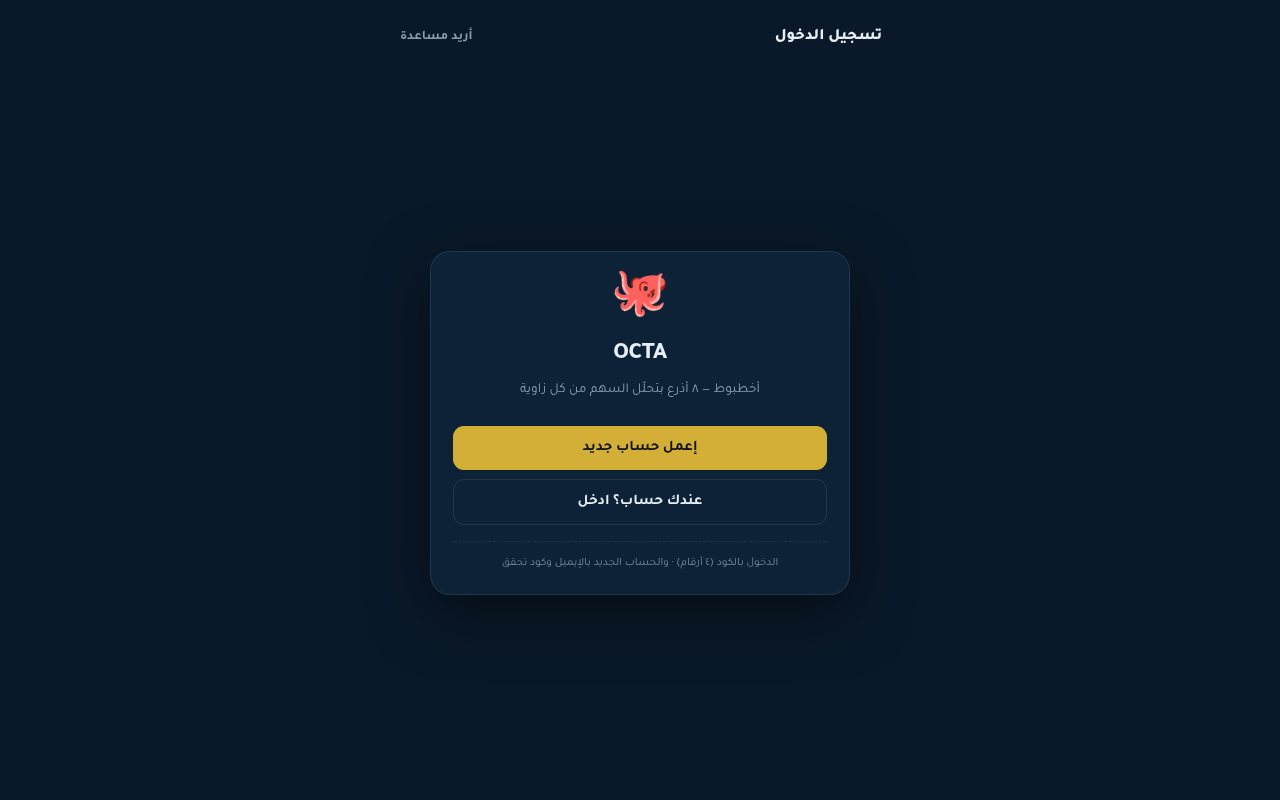 تسجيل الدخول
أريد مساعدة
OCTA
أخطبوط — ٨ أذرع بتحلّل السهم من كل زاوية
إعمل حساب جديد
عندك حساب؟ ادخل
الدخول بالكود (٤ أرقام) · والحساب الجديد بالإيميل وكود تحقق